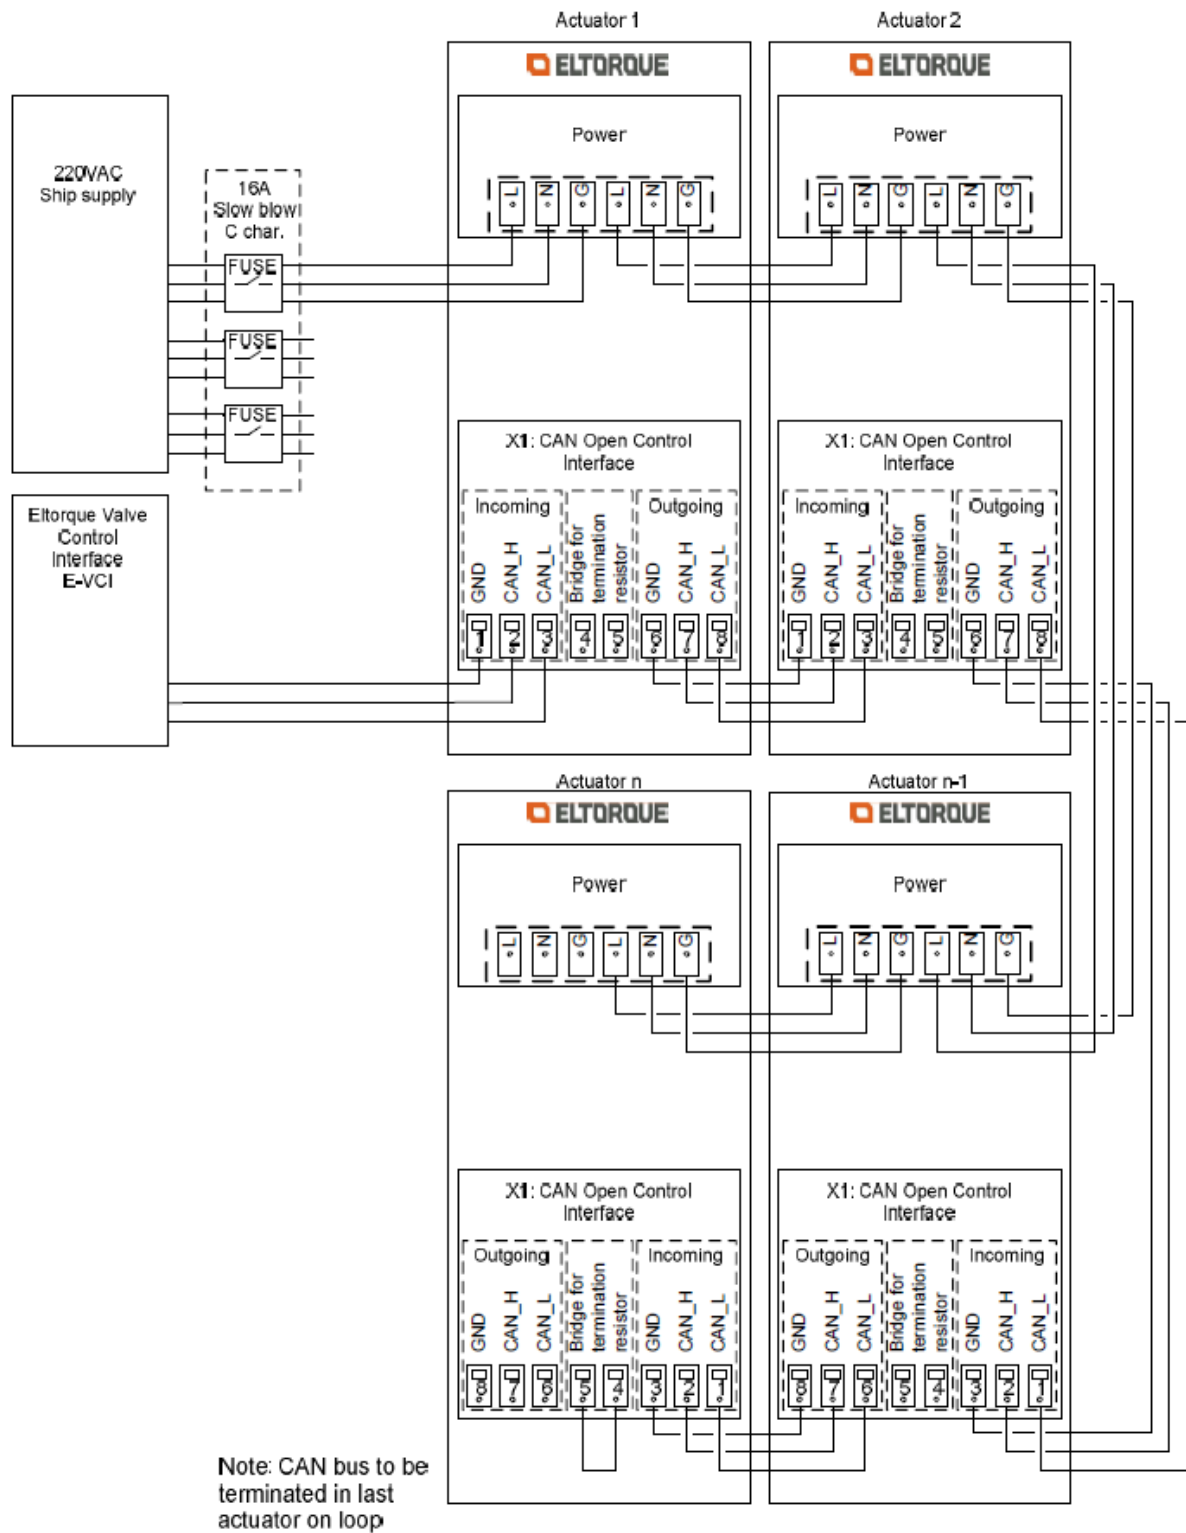 Actuator 1
Actuator 2
ELTORQUE
ELTORQUE
220VAC
Ship supply
16A
Slow blow
C char.
FUSE
FUSE
FUSE
Power
L N G L N G
Power
L N G L N G
Eltorque Valve
Control
Interface
E-VCI
X1: CAN Open Control
Interface
Incoming
Bridge for
termination
resistor
Outgoing
GND CAN_H CAN_L
GND CAN_H CAN_L
1 2 3 4 5 6 7 8
X1: CAN Open Control
Interface
Incoming
Bridge for
termination
resistor
Outgoing
GND CAN_H CAN_L
GND CAN_H CAN_L
1 2 3 4 5 6 7 8
Actuator n
Actuator n-1
ELTORQUE
ELTORQUE
Power
L N G L N G
Power
L N G L N G
X1: CAN Open Control
Interface
Outgoing
Bridge for
termination
resistor
Incoming
GND CAN_H CAN_L
GND CAN_H CAN_L
8 7 6 5 4 3 2 1
X1: CAN Open Control
Interface
Outgoing
Bridge for
termination
resistor
Incoming
GND CAN_H CAN_L
GND CAN_H CAN_L
8 7 6 5 4 3 2 1
Note: CAN bus to be
terminated in last
actuator on loop